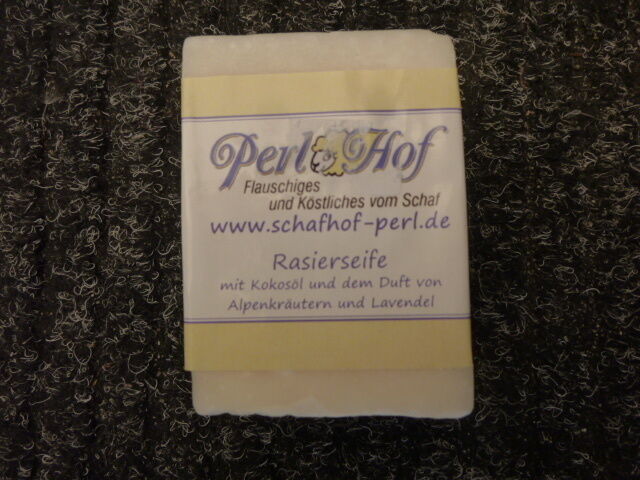 Perl Hof
Flauschiges
und Köstliches vom Schaf
www.schafhof-perl.de
Rasierseife
mit Kokosöl und dem Duft von
Alpenkräutern und Lavendel